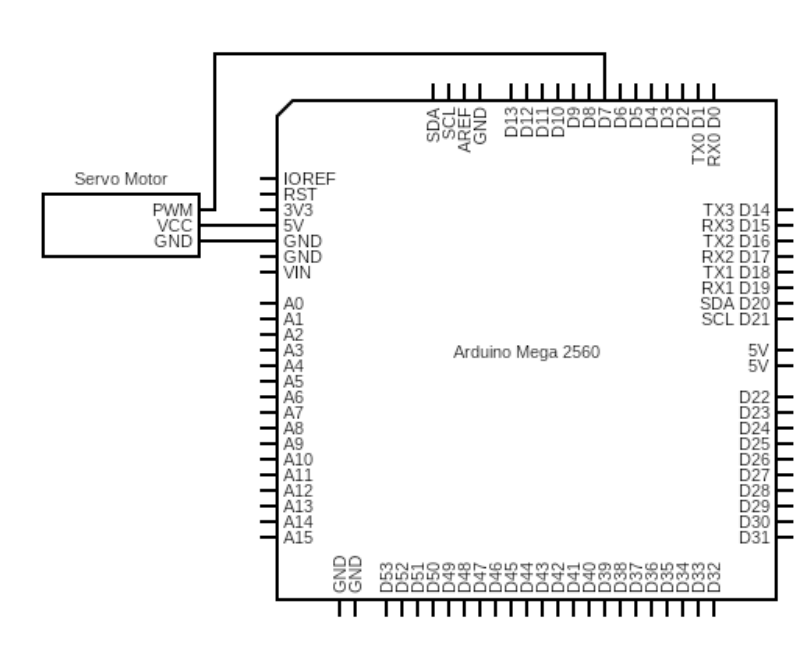 SDA
SCL
AREF
GND
D13
D12
D11
D10
D9
D8
D7
D6
D5
D4
D3
D2
TX0 D1
RX0 D0
Servo Motor
PWM
VCC
GND
IOREF
RST
3V3
5V
GND
GND
VIN
A0
A1
A2
A3
A4
A5
A6
A7
A8
A9
A10
A11
A12
A13
A14
A15
Arduino Mega 2560
TX3 D14
RX3 D15
TX2 D16
RX2 D17
TX1 D18
RX1 D19
SDA D20
SCL D21
5V
5V
D22
D23
D24
D25
D26
D27
D28
D29
D30
D31
GND
GND
D53
D52
D51
D50
D49
D48
D47
D46
D45
D44
D43
D42
D41
D40
D39
D38
D37
D36
D35
D34
D33
D32